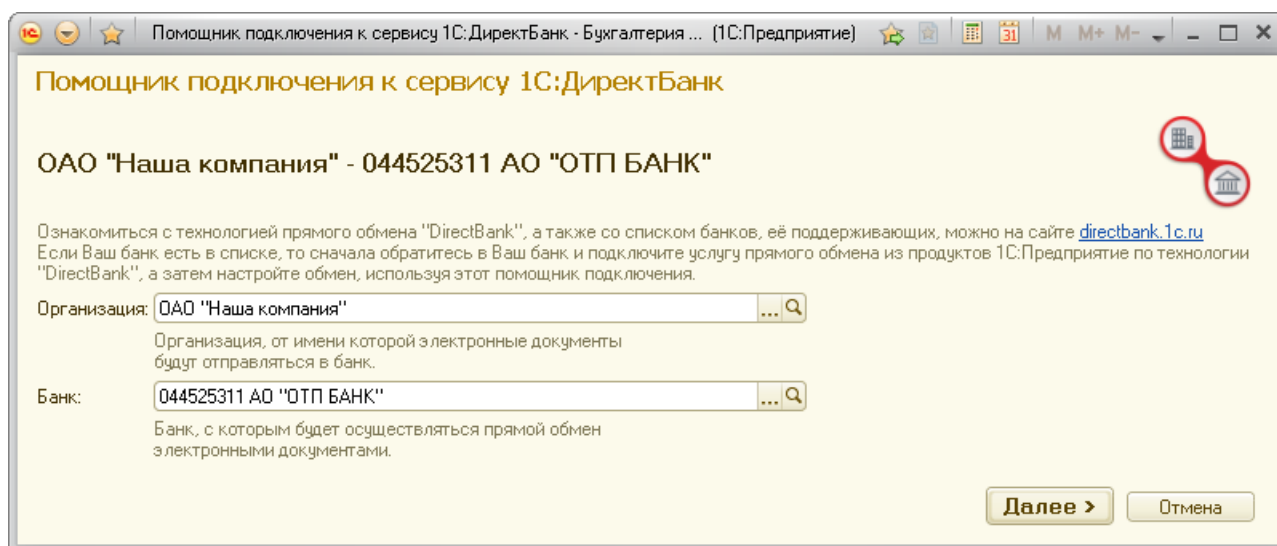 Помощник подключения к сервису 1С:ДиректБанк - Бухгалтерия ... (1С:Предприятие) 31 M M+ M-
Помощник подключения к сервису 1С:ДиректБанк
ОАО "Наша компания" - 044525311 АО "ОТП БАНК"
Ознакомиться с технологией прямого обмена "DirectBank", а также со списком банков, её поддерживающих, можно на сайте directbank.1c.ru
Если Ваш банк есть в списке, то сначала обратитесь в Ваш банк и подключите услугу прямого обмена из продуктов 1С:Предприятие по технологии
"DirectBank", а затем настройте обмен, используя этот помощник подключения.
Организация: ОАО "Наша компания" ...
Организация, от имени которой электронные документы
будут отправляться в банк.
Банк: 044525311 АО "ОТП БАНК" ...
Банк, с которым будет осуществляться прямой обмен
электронными документами.
Далее > Отмена